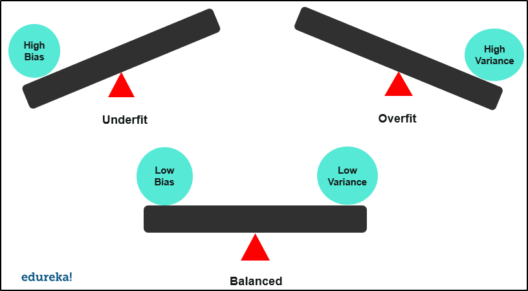 High
Bias
High
Variance
Underfit
Overfit
Low
Bias
Low
Variance
edureka!
Balanced